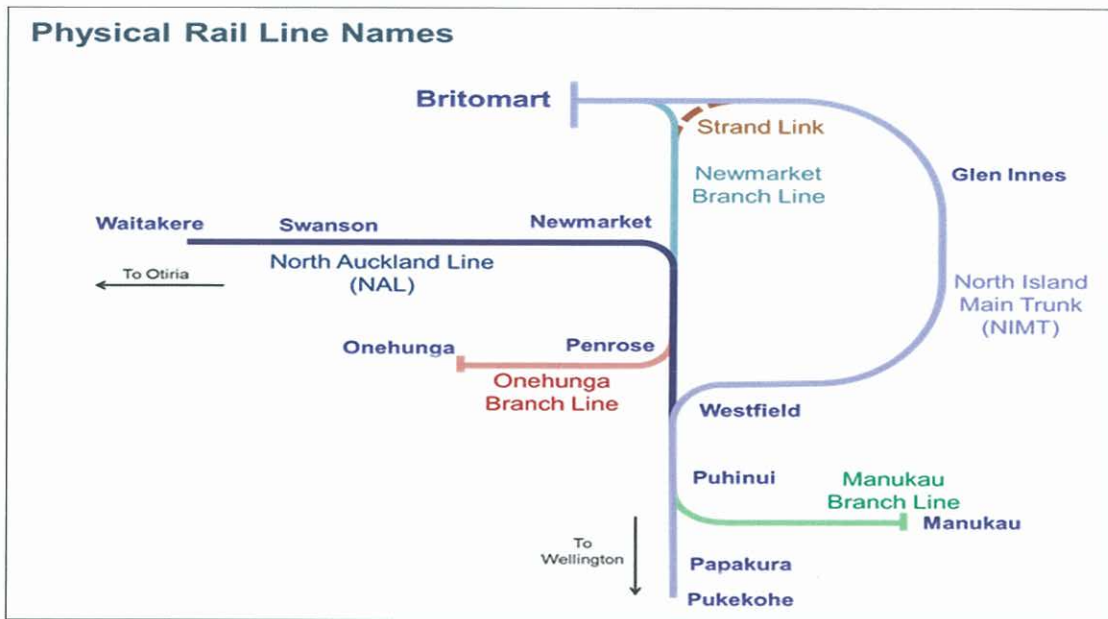 Physical Rail Line Names
Britomart
Strand Link
Newmarket
Branch Line
Glen Innes
Waitakere
Swanson
Newmarket
North Auckland Line
(NAL)
To Otiria
North Island
Main Trunk
(NIMT)
Onehunga
Penrose
Onehunga
Branch Line
Westfield
Puhinui
Manukau
Branch Line
Manukau
To
Wellington
Papakura
Pukekohe